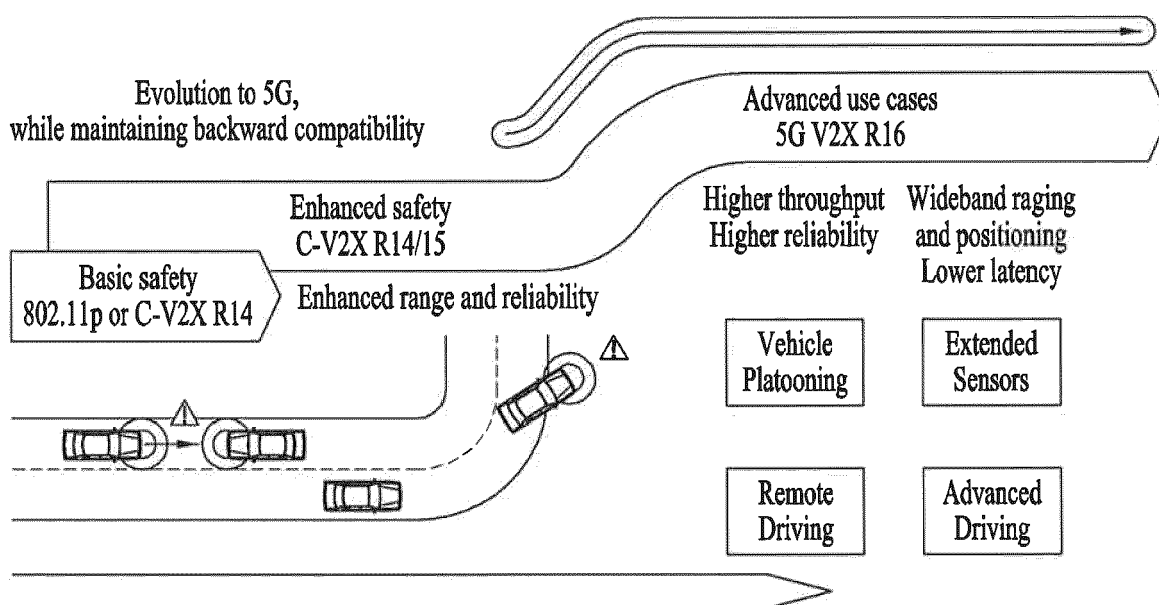 Evolution to 5G,
while maintaining backward compatibility
Advanced use cases
5G V2X R16
Enhanced safety
C-V2X R14/15
Higher throughput
Higher reliability
Wideband raging
and positioning
Lower latency
Basic safety
802.11p or C-V2X R14
Enhanced range and reliability
Vehicle
Platooning
Extended
Sensors
Remote
Driving
Advanced
Driving